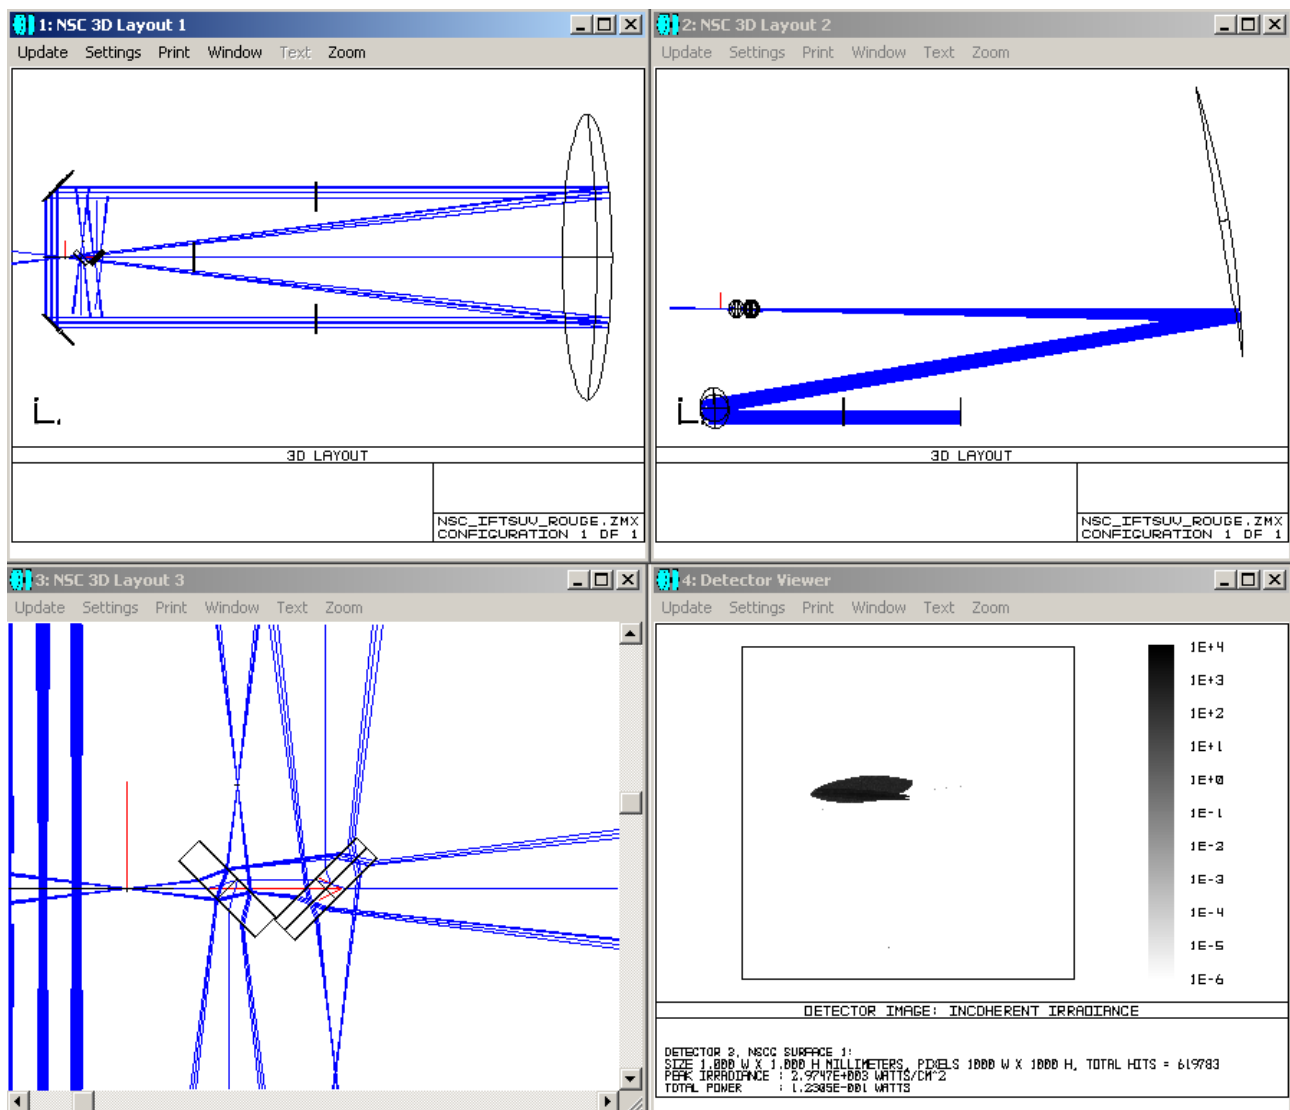 1: NSC 3D Layout 1
Update Settings Print Window Text Zoom
3D LAYOUT
NSC_IFTSUV_ROUGE.ZMX
CONFIGURATION 1 OF 1
2: NSC 3D Layout 2
Update Settings Print Window Text Zoom
3D LAYOUT
NSC_IFTSUV_ROUGE.ZMX
CONFIGURATION 1 OF 1
3: NSC 3D Layout 3
Update Settings Print Window Text Zoom
4: Detector Viewer
Update Settings Print Window Text Zoom
1E+4
1E+3
1E+2
1E+1
1E+0
1E-1
1E-2
1E-3
1E-4
1E-5
1E-6
DETECTOR IMAGE: INCOHERENT IRRADIANCE
DETECTOR 2, NSCG SURFACE 1:
SIZE 1.000 W X 1.000 H MILLIMETERS, PIXELS 1000 W X 1000 H, TOTAL HITS = 619783
PEAK IRRADIANCE : 2.9747E+003 WATTS/CM^2
TOTAL POWER : 1.2305E-001 WATTS